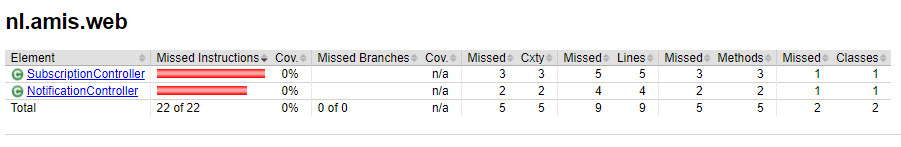 nl.amis.web
Element Missed Instructions Cov. Missed Branches Cov. Missed Cxty Missed Lines Missed Methods Missed Classes
C SubscriptionController 0% n/a 3 3 5 5 3 3 1 1
C NotificationController 0% n/a 2 2 4 4 2 2 1 1
Total 22 of 22 0% 0 of 0 n/a 5 5 9 9 5 5 2 2